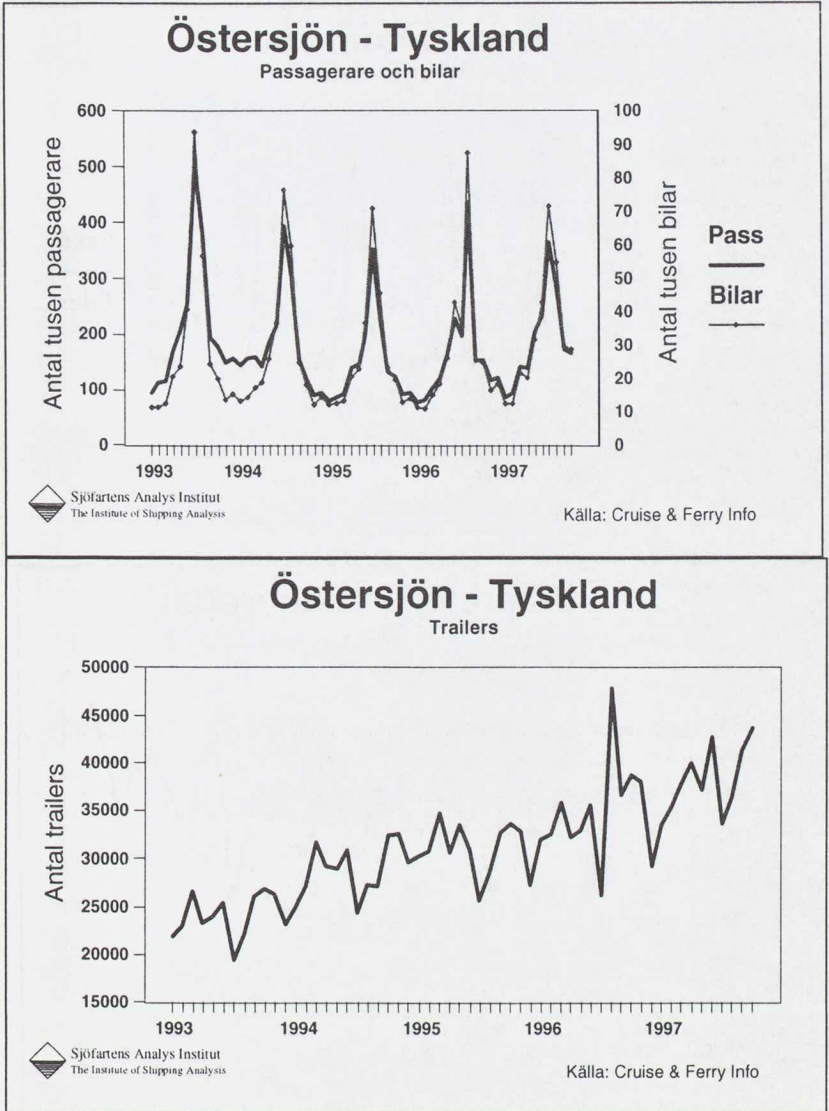 Östersjön - Tyskland
Passagerare och bilar
Antal tusen passagerare
600
500
400
300
200
100
0
100
90
80
70
60
50
40
30
20
10
0
Antal tusen bilar
Pass
Bilar
1993 1994 1995 1996 1997
Sjöfartens Analys Institut
The Institute of Shipping Analysis
Källa: Cruise & Ferry Info
Östersjön - Tyskland
Trailers
Antal trailers
50000
45000
40000
35000
30000
25000
20000
15000
1993 1994 1995 1996 1997
Sjöfartens Analys Institut
The Institute of Shipping Analysis
Källa: Cruise & Ferry Info